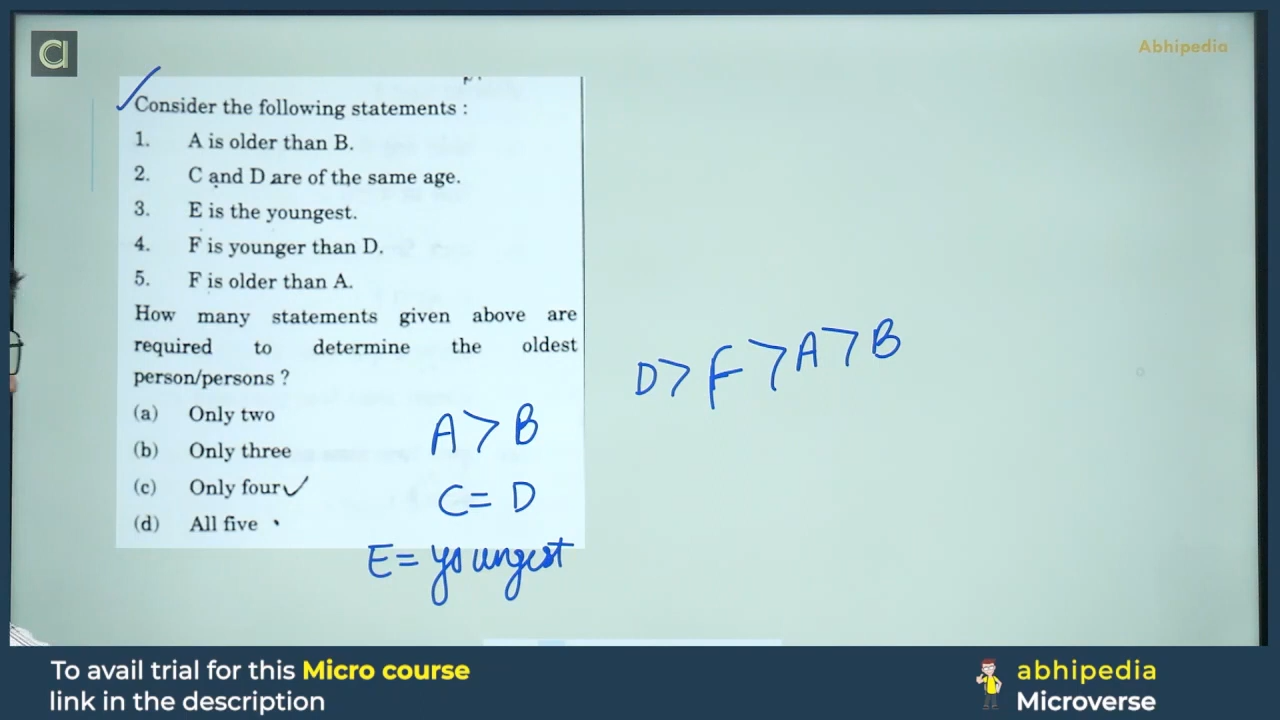 Abhipedia
Consider the following statements :
1. A is older than B.
2. C and D are of the same age.
3. E is the youngest.
4. F is younger than D.
5. F is older than A.
How many statements given above are
required to determine the oldest
person/persons ?
(a) Only two
(b) Only three
(c) Only four
(d) All five
D > F > A > B
A > B
C = D
E = youngest
To avail trial for this Micro course
link in the description
abhipedia
Microverse